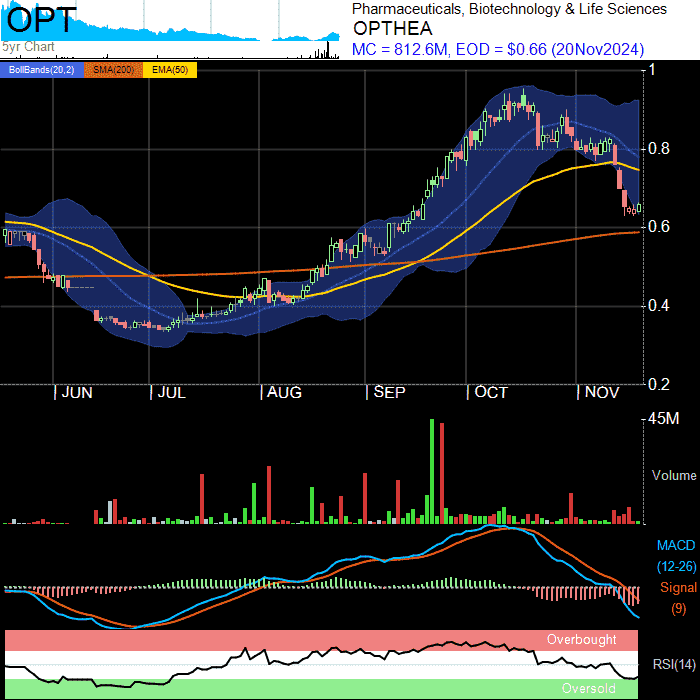 OPT
5yr Chart
Pharmaceuticals, Biotechnology & Life Sciences
OPTHEA
MC = 812.6M, EOD = $0.66 (20Nov2024)
BollBands(20,2) SMA(200) EMA(50)
1
0.8
0.6
0.4
0.2
JUN JUL AUG SEP OCT NOV
45M
Volume
MACD
(12-26)
Signal
(9)
Overbought
RSI(14)
Oversold